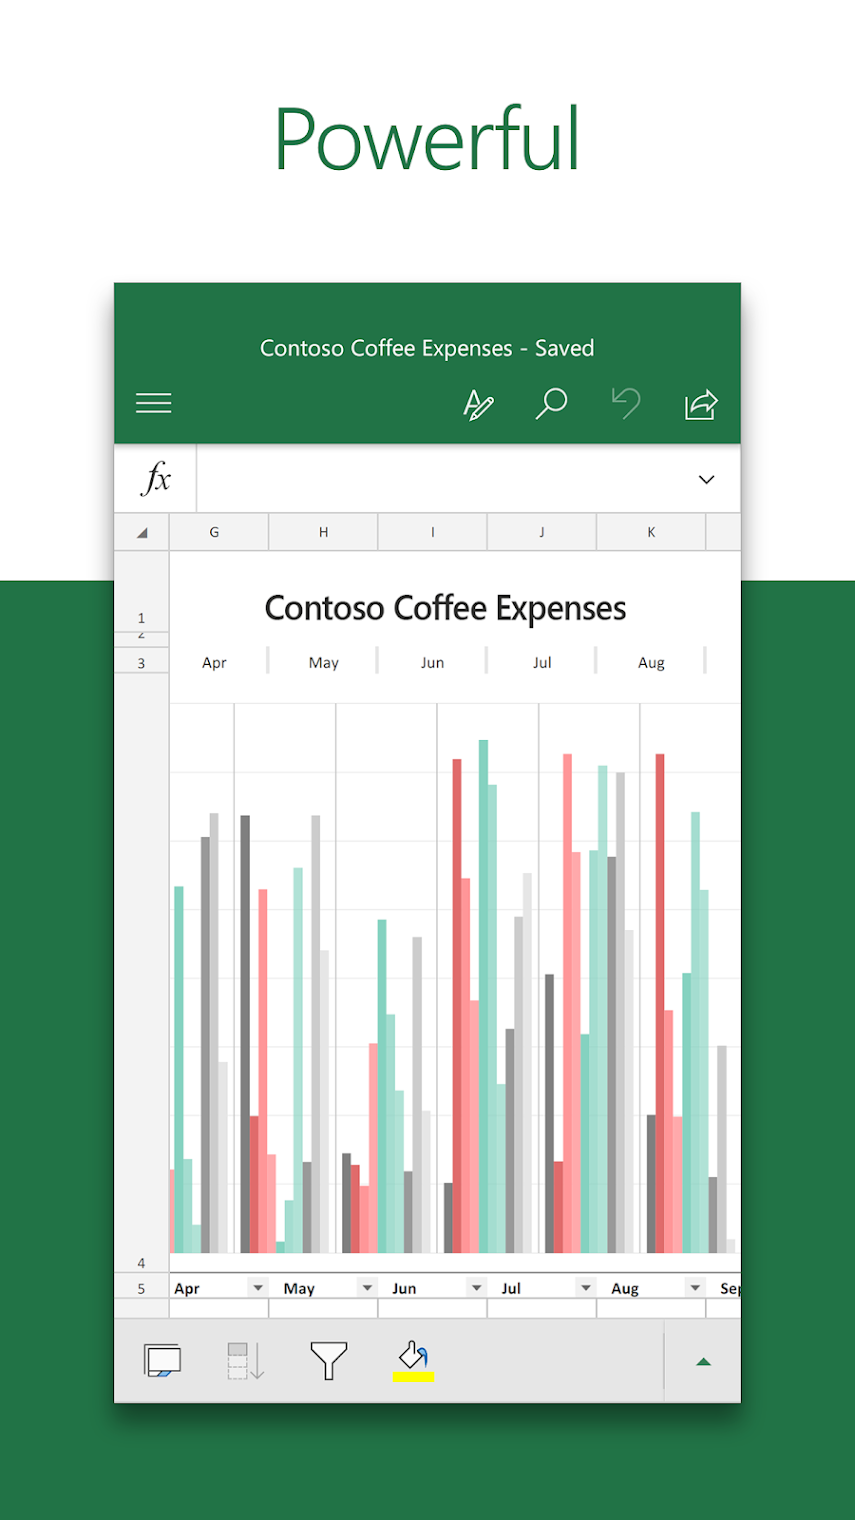 Powerful
Contoso Coffee Expenses - Saved
fx
G H I J K
1 Contoso Coffee Expenses
2
3 Apr May Jun Jul Aug
4
5 Apr May Jun Jul Aug Sep